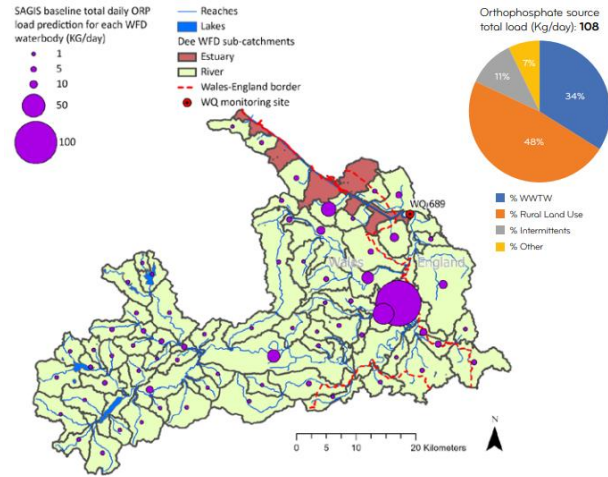 SAGIS baseline total daily ORP
load prediction for each WFD
waterbody (KG/day)
1
5
10
50
100
Reaches
Lakes
Dee WFD sub-catchments
Estuary
River
Wales-England border
WQ monitoring site
Orthophosphate source
total load (Kg/day): 108
7%
11%
34%
48%
% WWTW
% Rural Land Use
% Intermittents
% Other
WQ1689
Wales
England
N
0
5
10
20 Kilometers